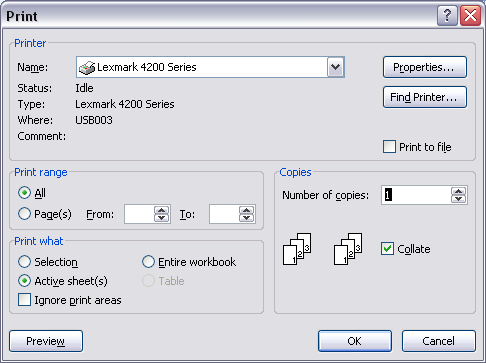 Print
Printer
Name: Lexmark 4200 Series
Properties...
Status: Idle
Type: Lexmark 4200 Series
Find Printer...
Where: USB003
Comment:
Print to file
Print range
All
Page(s) From: To:
Copies
Number of copies: 1
1 2 3 1 2 3
Collate
Print what
Selection Entire workbook
Active sheet(s) Table
Ignore print areas
Preview OK Cancel